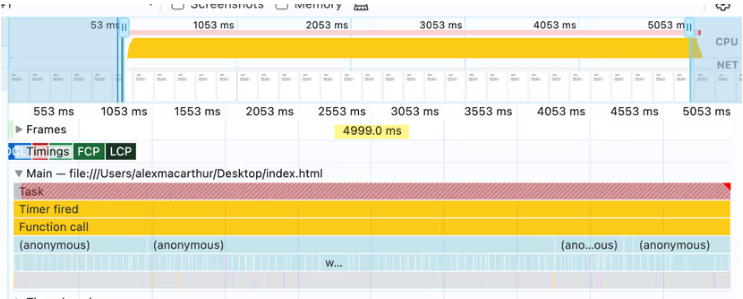 Screenshots Memory
53 ms 1053 ms 2053 ms 3053 ms 4053 ms 5053 ms
CPU
NET
553 ms 1053 ms 1553 ms 2053 ms 2553 ms 3053 ms 3553 ms 4053 ms 4553 ms 5053 ms
Frames 4999.0 ms
Timings FCP LCP
Main — file:///Users/alexmacarthur/Desktop/index.html
Task
Timer fired
Function call
(anonymous) (anonymous) (ano...ous) (anonymous)
w...